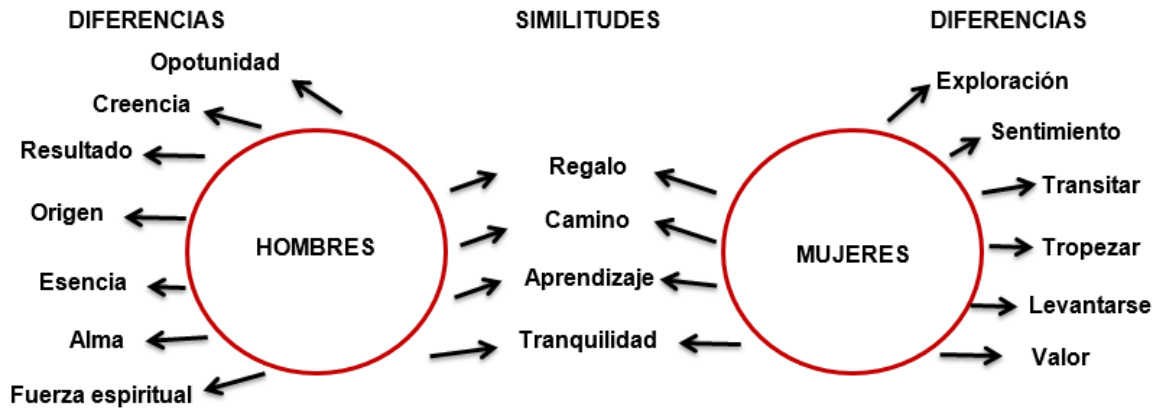 DIFERENCIAS
SIMILITUDES
DIFERENCIAS
Opotunidad
Creencia
Resultado
Origen
Esencia
Alma
Fuerza espiritual
HOMBRES
Regalo
Camino
Aprendizaje
Tranquilidad
MUJERES
Exploración
Sentimiento
Transitar
Tropezar
Levantarse
Valor